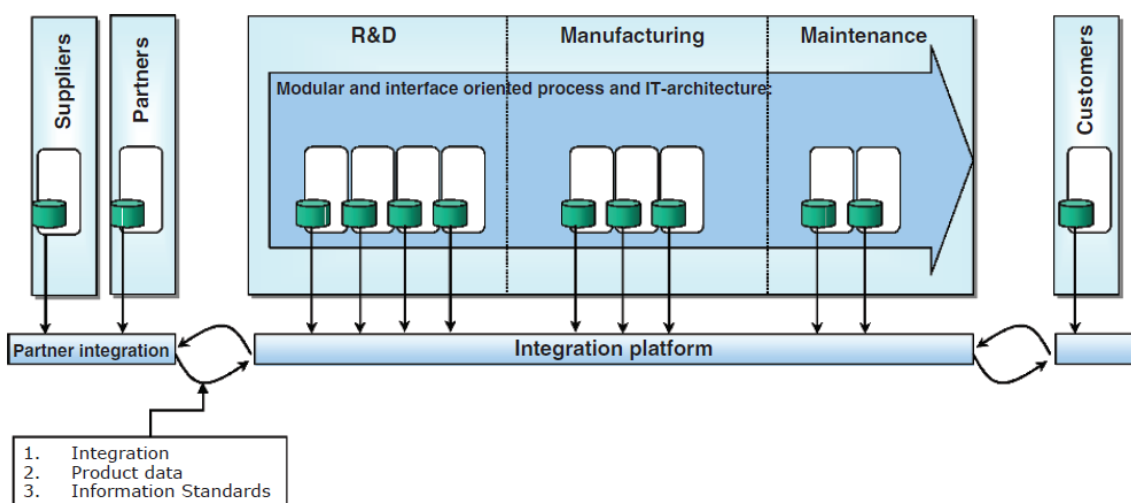 Suppliers
Partners
R&D
Manufacturing
Maintenance
Modular and interface oriented process and IT-architecture:
Customers
Partner integration
Integration platform
1. Integration
2. Product data
3. Information Standards